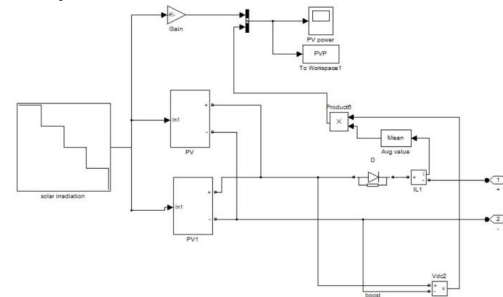 -K-
Gain
PV power
PVP
To Workspace1
Product6
×
Mean
Avg value
In1
+
-
PV
solar irradiation
In1
+
-
PV1
D
+
i
-
IL1
1
+
2
-
Vdc2
+
-
v
boost